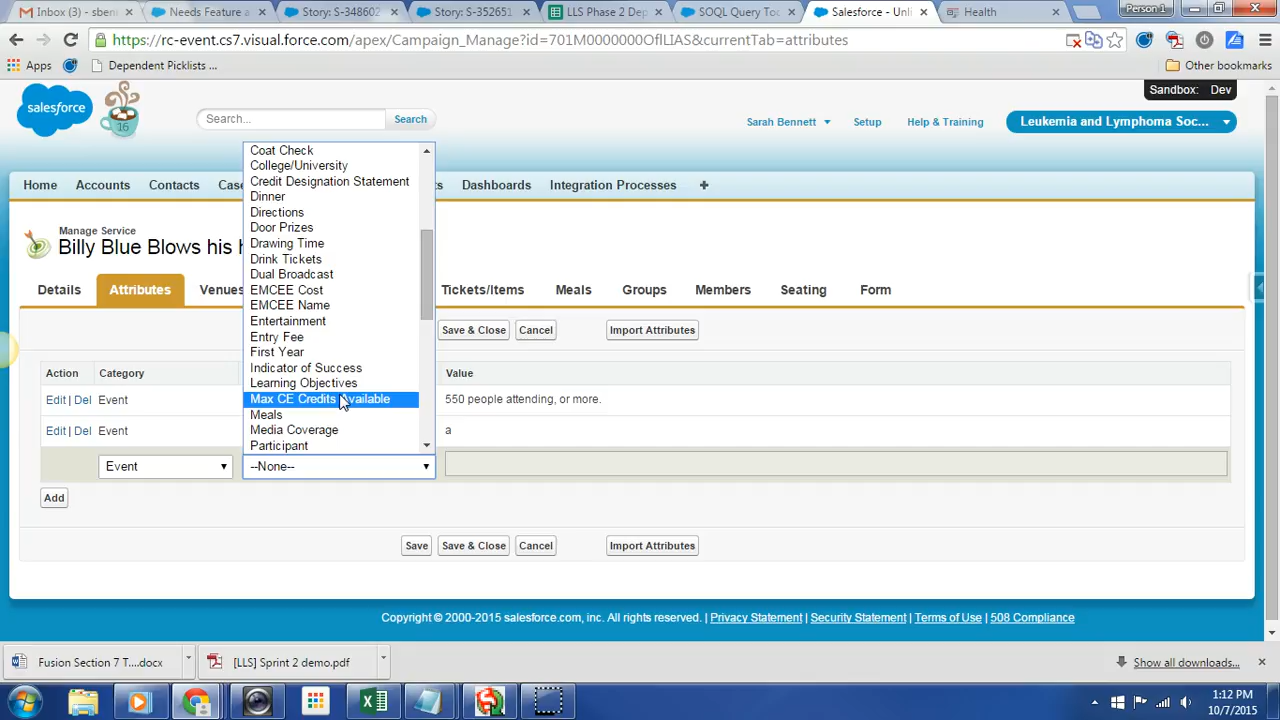 Inbox (3) - sben
Needs Feature a
Story: S-348602
Story: S-352651
LLS Phase 2 Dep
SOQL Query Too
Salesforce - Unli
Health
Person 1
https://rc-event.cs7.visual.force.com/apex/Campaign_Manage?id=701M0000000OflLIAS&currentTab=attributes
Apps
Dependent Picklists ...
Other bookmarks
Sandbox: Dev
salesforce
16
Search...
Search
Sarah Bennett
Setup
Help & Training
Leukemia and Lymphoma Soc...
Home
Accounts
Contacts
Cas
ts
Dashboards
Integration Processes
+
Manage Service
Billy Blue Blows his h
Details
Attributes
Venues
Tickets/Items
Meals
Groups
Members
Seating
Form
Save & Close
Cancel
Import Attributes
Action
Category
Value
Edit | Del
Event
550 people attending, or more.
Edit | Del
Event
a
Event
--None--
Coat Check
College/University
Credit Designation Statement
Dinner
Directions
Door Prizes
Drawing Time
Drink Tickets
Dual Broadcast
EMCEE Cost
EMCEE Name
Entertainment
Entry Fee
First Year
Indicator of Success
Learning Objectives
Max CE Credits Available
Meals
Media Coverage
Participant
Add
Save
Save & Close
Cancel
Import Attributes
Copyright © 2000-2015 salesforce.com, inc. All rights reserved. | Privacy Statement | Security Statement | Terms of Use | 508 Compliance
Fusion Section 7 T....docx
[LLS] Sprint 2 demo.pdf
Show all downloads...
1:12 PM
10/7/2015